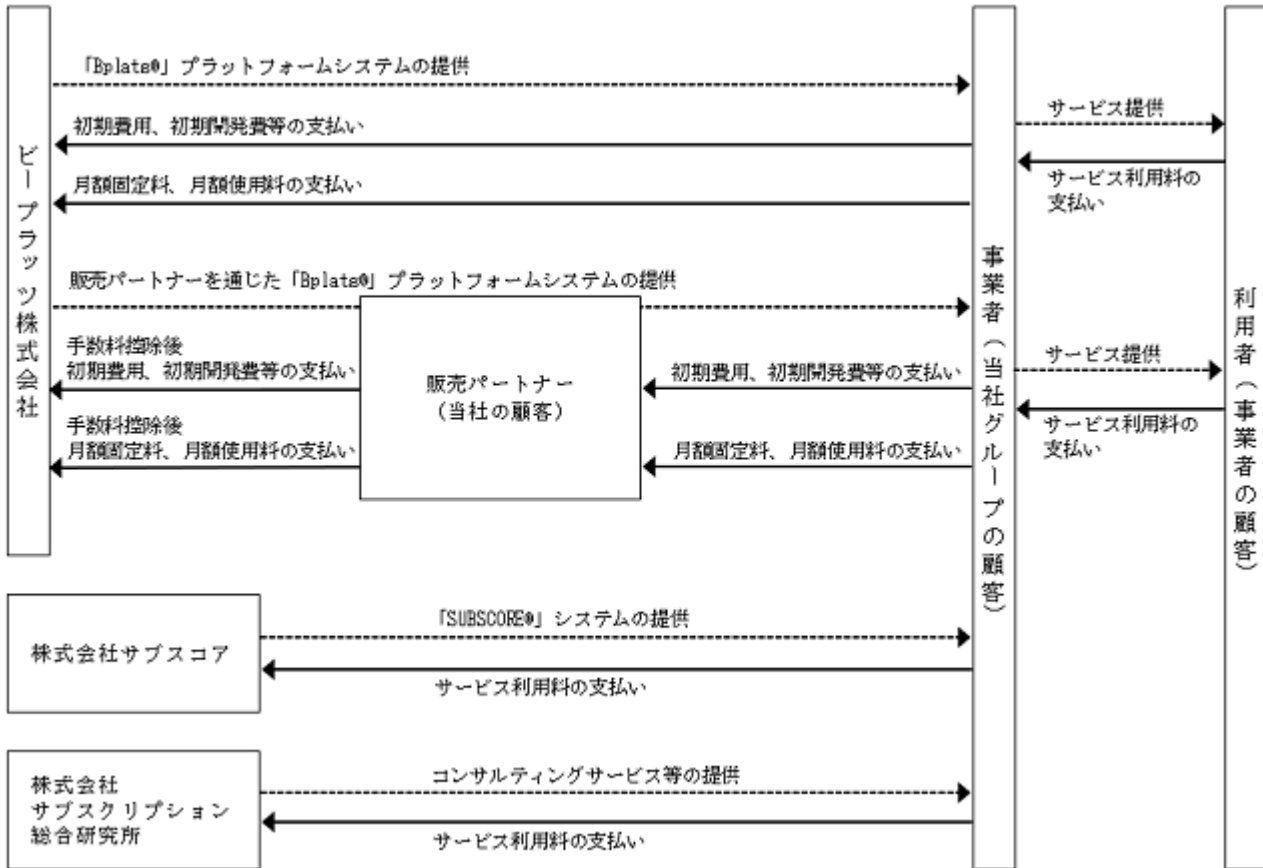 ビープラッツ株式会社
「Bplats®」プラットフォームシステムの提供
初期費用、初期開発費等の支払い
月額固定料、月額使用料の支払い
販売パートナーを通じた「Bplats®」プラットフォームシステムの提供
手数料控除後
初期費用、初期開発費等の支払い
手数料控除後
月額固定料、月額使用料の支払い
販売パートナー
（当社の顧客）
初期費用、初期開発費等の支払い
月額固定料、月額使用料の支払い
事業者（当社グループの顧客）
サービス提供
サービス利用料の
支払い
サービス提供
サービス利用料の
支払い
利用者（事業者の顧客）
株式会社サブスコア
「SUBSCORE®」システムの提供
サービス利用料の支払い
株式会社
サブスクリプション
総合研究所
コンサルティングサービス等の提供
サービス利用料の支払い